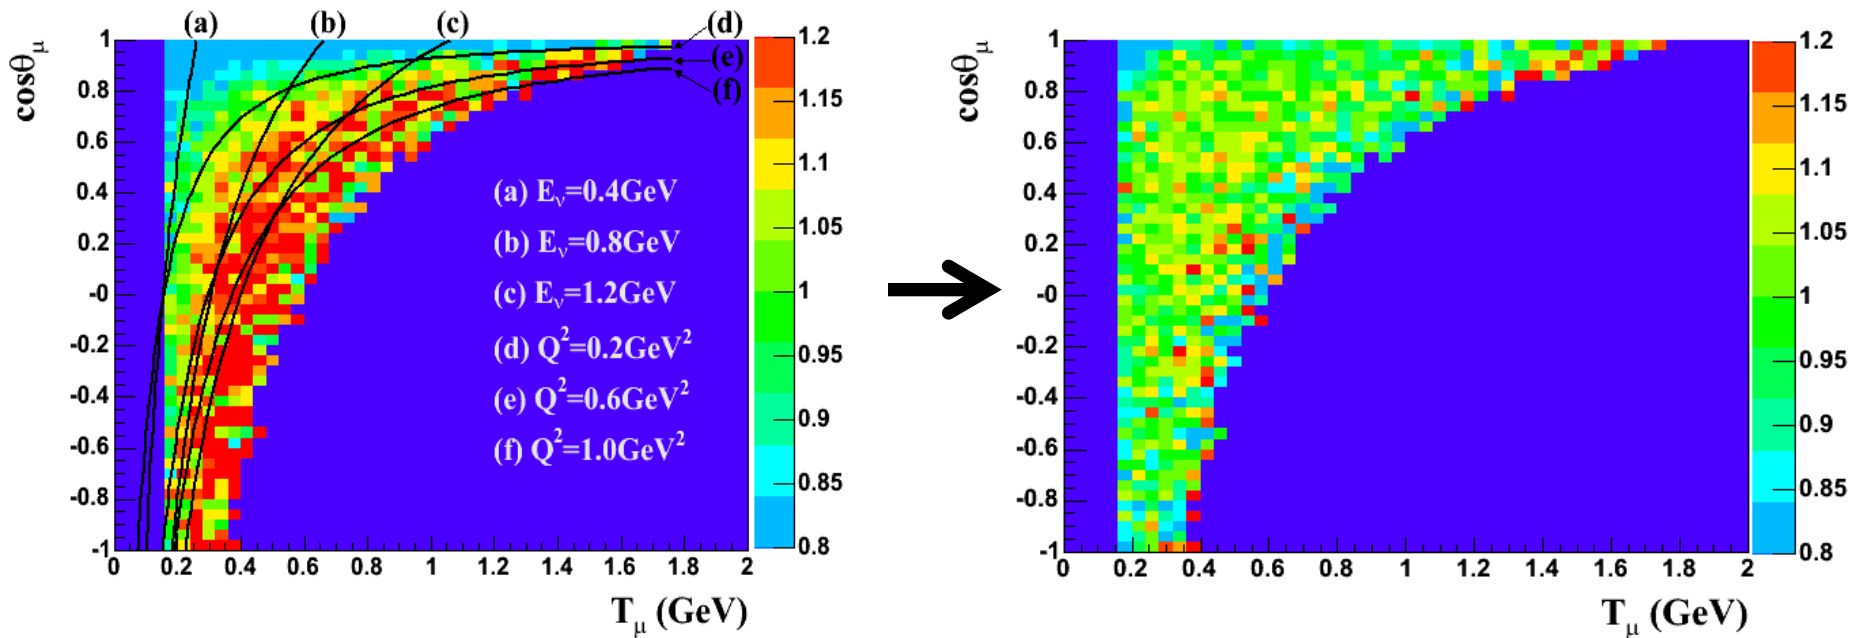 (a) (b) (c) (d)
(e)
(f)
cosθμ
1
0.8
0.6
0.4
0.2
-0
-0.2
-0.4
-0.6
-0.8
-1
0 0.2 0.4 0.6 0.8 1 1.2 1.4 1.6 1.8 2
Tμ (GeV)
(a) Eν=0.4GeV
(b) Eν=0.8GeV
(c) Eν=1.2GeV
(d) Q²=0.2GeV²
(e) Q²=0.6GeV²
(f) Q²=1.0GeV²
1.2
1.15
1.1
1.05
1
0.95
0.9
0.85
0.8
cosθμ
1
0.8
0.6
0.4
0.2
-0
-0.2
-0.4
-0.6
-0.8
-1
0 0.2 0.4 0.6 0.8 1 1.2 1.4 1.6 1.8 2
Tμ (GeV)
1.2
1.15
1.1
1.05
1
0.95
0.9
0.85
0.8